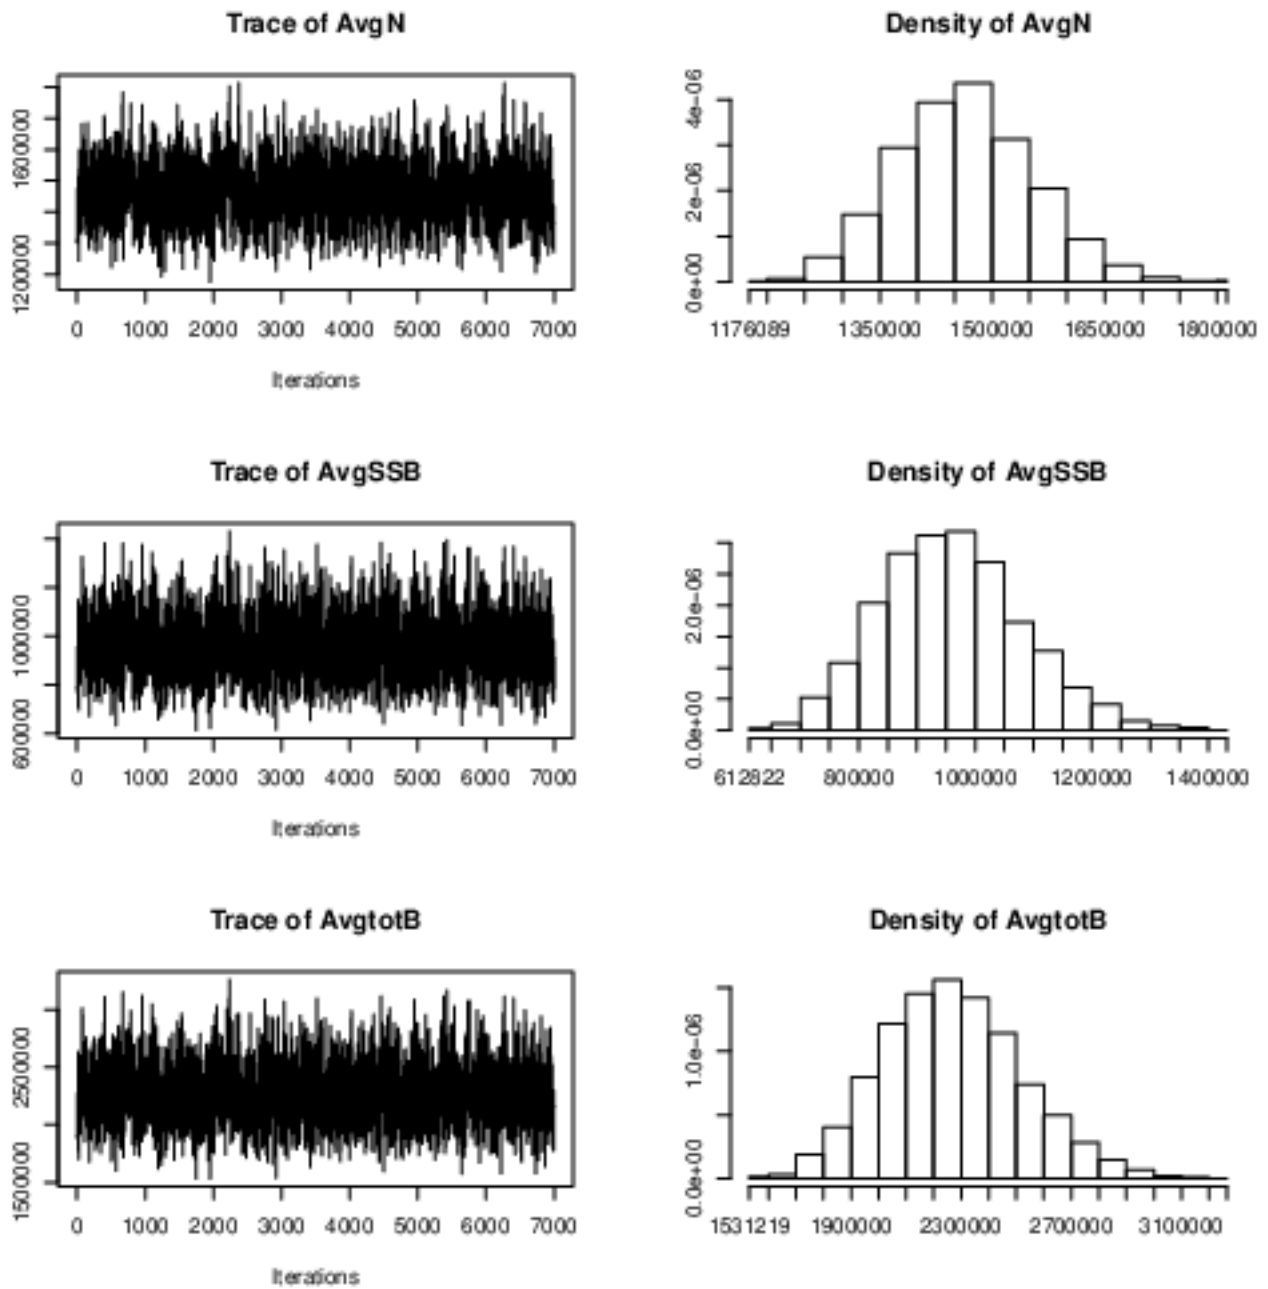 Trace of AvgN
Density of AvgN
1200000 1600000
0 1000 2000 3000 4000 5000 6000 7000
Iterations
0e+00 2e-06 4e-06
1176089 1350000 1500000 1650000 1800000
Trace of AvgSSB
Density of AvgSSB
600000 1000000
0 1000 2000 3000 4000 5000 6000 7000
Iterations
0.0e+00 2.0e-06
612822 800000 1000000 1200000 1400000
Trace of AvgtotB
Density of AvgtotB
1500000 2500000
0 1000 2000 3000 4000 5000 6000 7000
Iterations
0.0e+00 1.0e-06
1531219 1900000 2300000 2700000 3100000